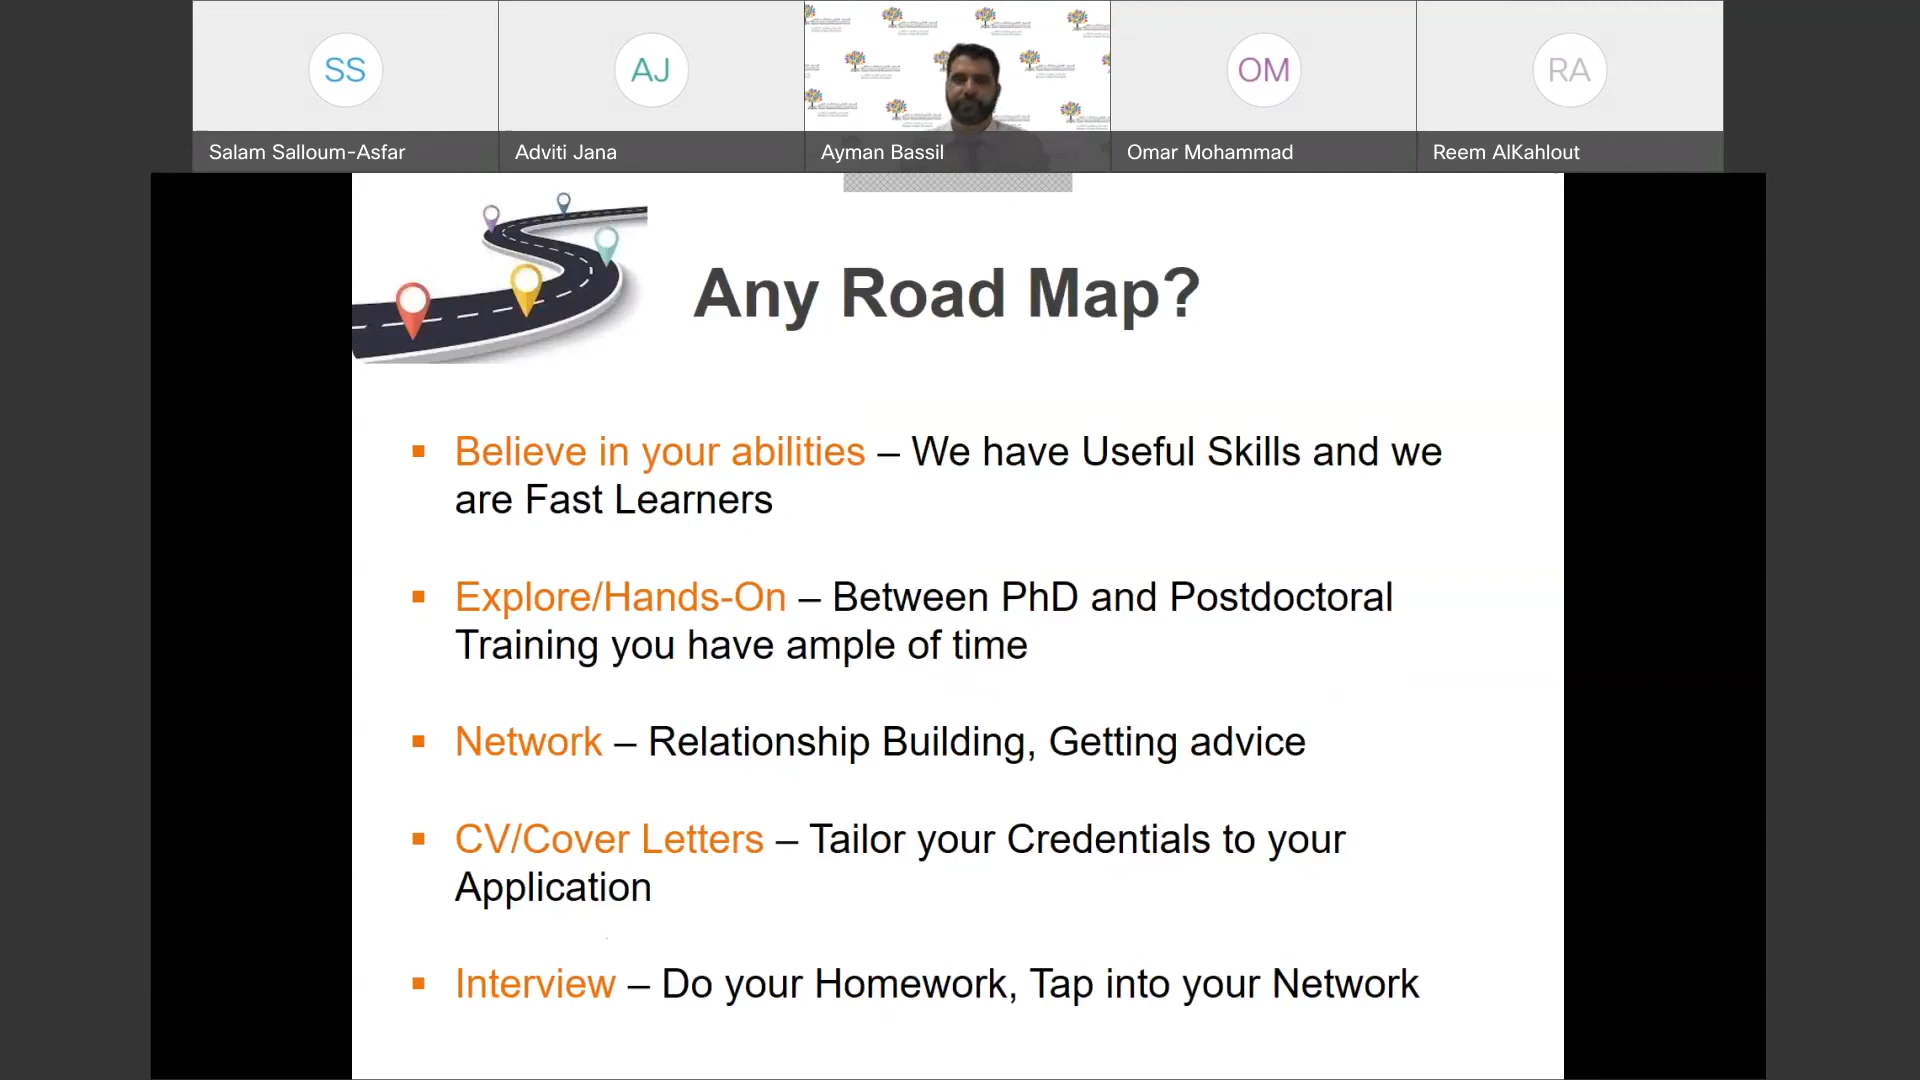 SS
AJ
OM
RA
Salam Salloum-Asfar
Adviti Jana
Ayman Bassil
Omar Mohammad
Reem AlKahlout
Any Road Map?
▪ Believe in your abilities – We have Useful Skills and we
are Fast Learners
▪ Explore/Hands-On – Between PhD and Postdoctoral
Training you have ample of time
▪ Network – Relationship Building, Getting advice
▪ CV/Cover Letters – Tailor your Credentials to your
Application
▪ Interview – Do your Homework, Tap into your Network